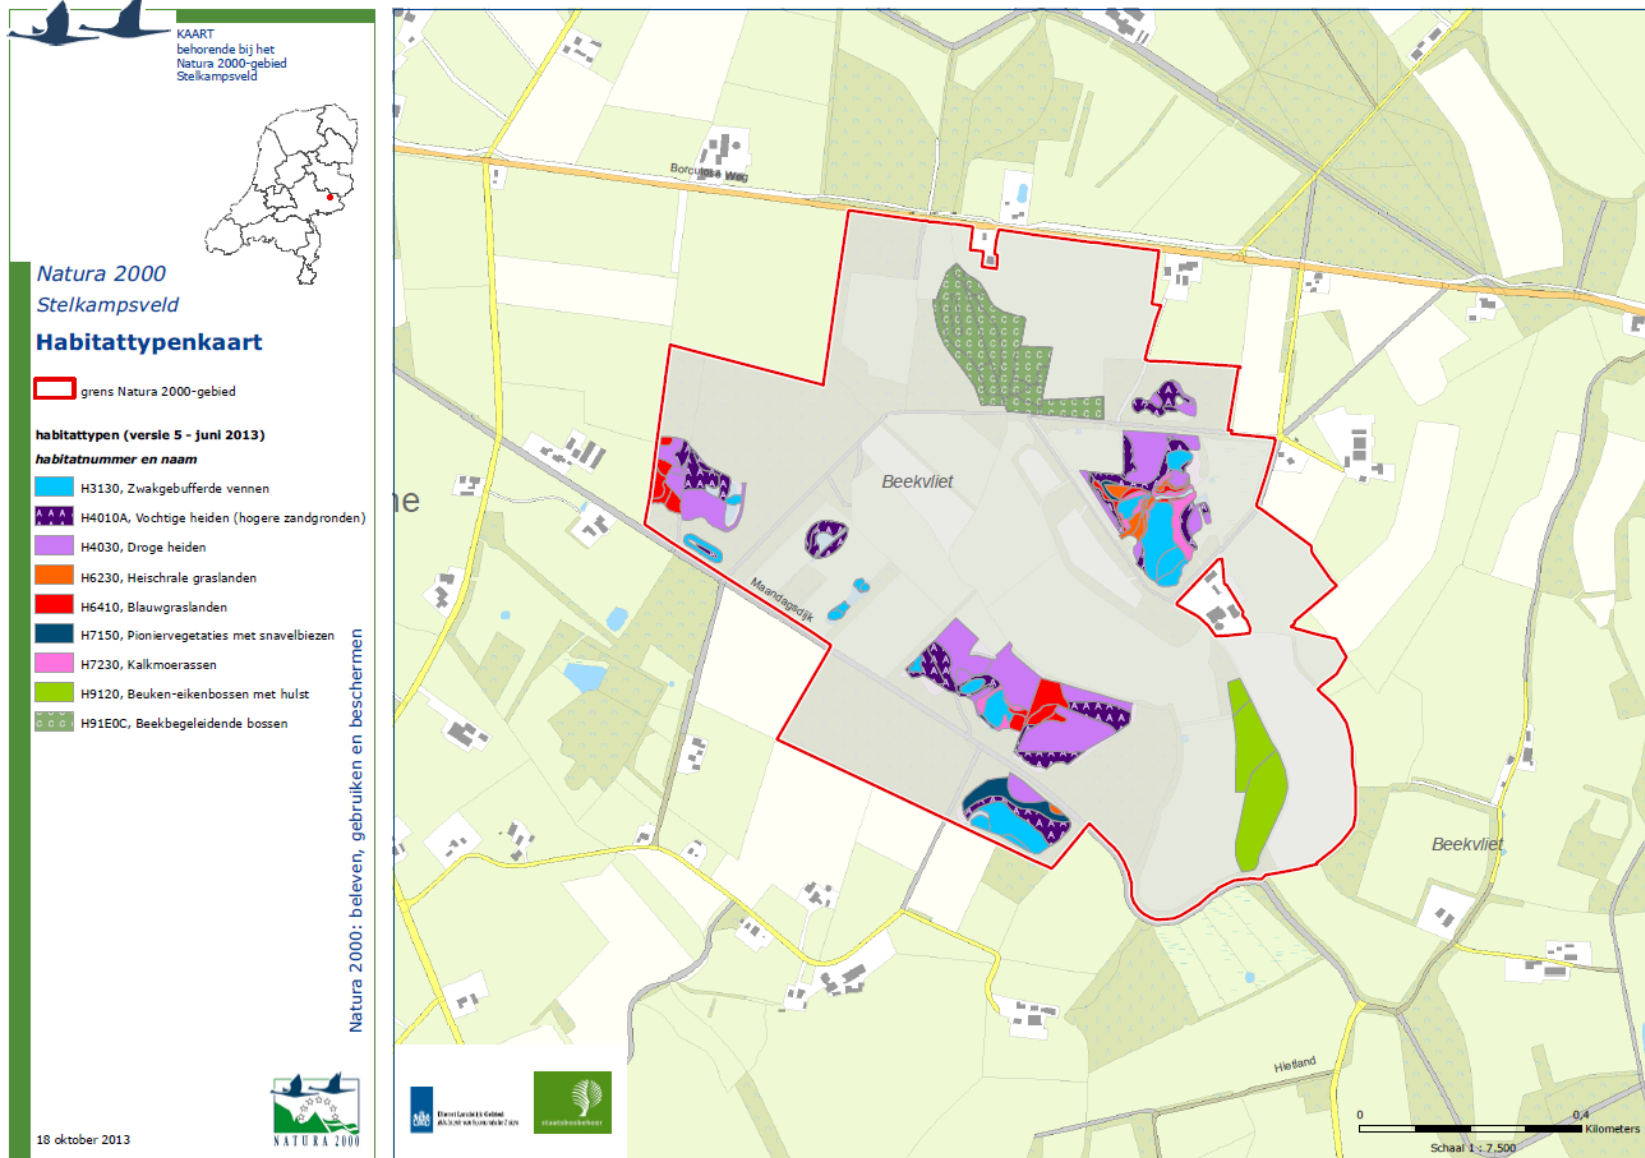 KAART
behorende bij het
Natura 2000-gebied
Stelkampsveld
Natura 2000
Stelkampsveld
Habitattypenkaart
grens Natura 2000-gebied
habitattypen (versie 5 - juni 2013)
habitatnummer en naam
H3130, Zwakgebufferde vennen
H4010A, Vochtige heiden (hogere zandgronden)
H4030, Droge heiden
H6230, Heischrale graslanden
H6410, Blauwgraslanden
H7150, Pioniervegetaties met snavelbiezen
H7230, Kalkmoerassen
H9120, Beuken-eikenbossen met hulst
H91E0C, Beekbegeleidende bossen
Natura 2000: beleven, gebruiken en beschermen
18 oktober 2013
NATURA 2000
Borculose Weg
Beekvliet
ne
Maandagsdijk
Beekvliet
Hietland
staatsbosbeheer
0 0,4
Kilometers
Schaal 1 : 7.500